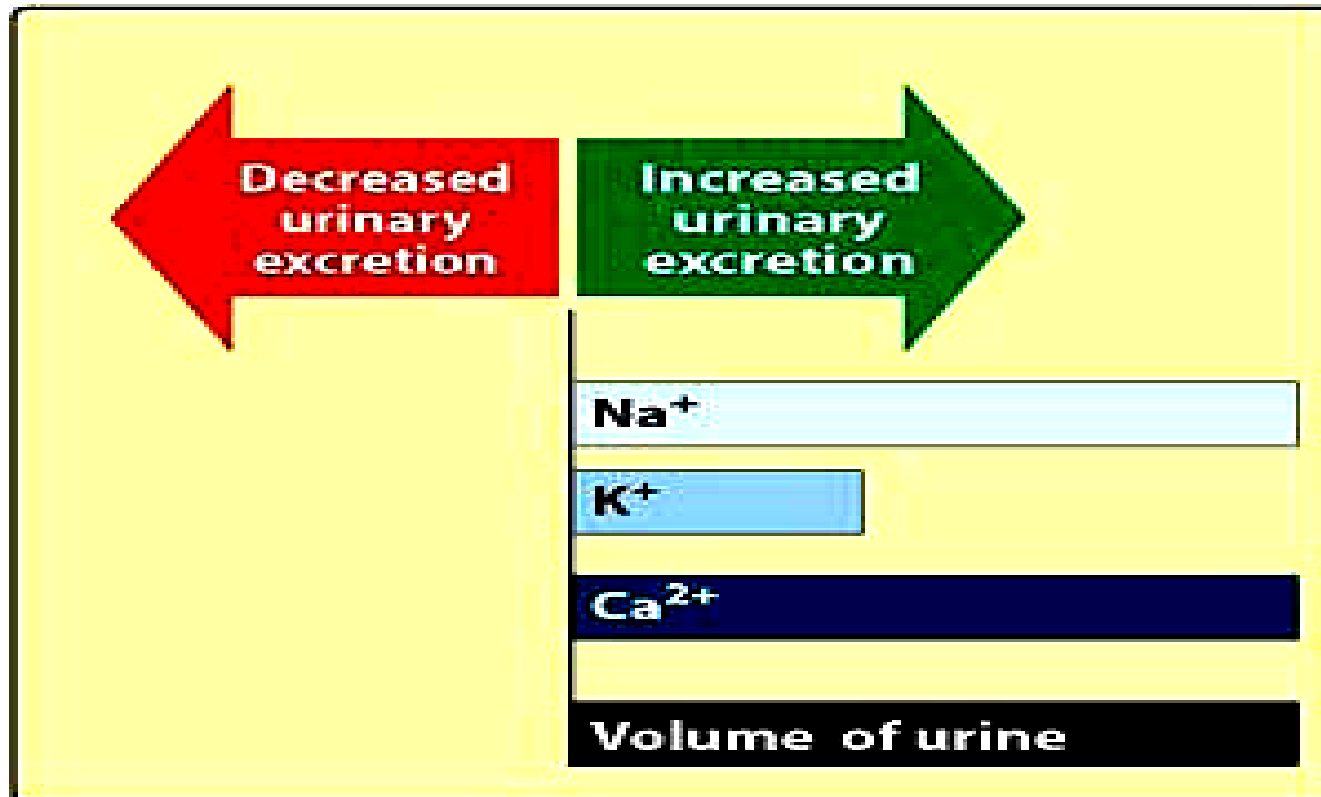 Decreased
urinary
excretion
Increased
urinary
excretion
Na⁺
K⁺
Ca²⁺
Volume of urine